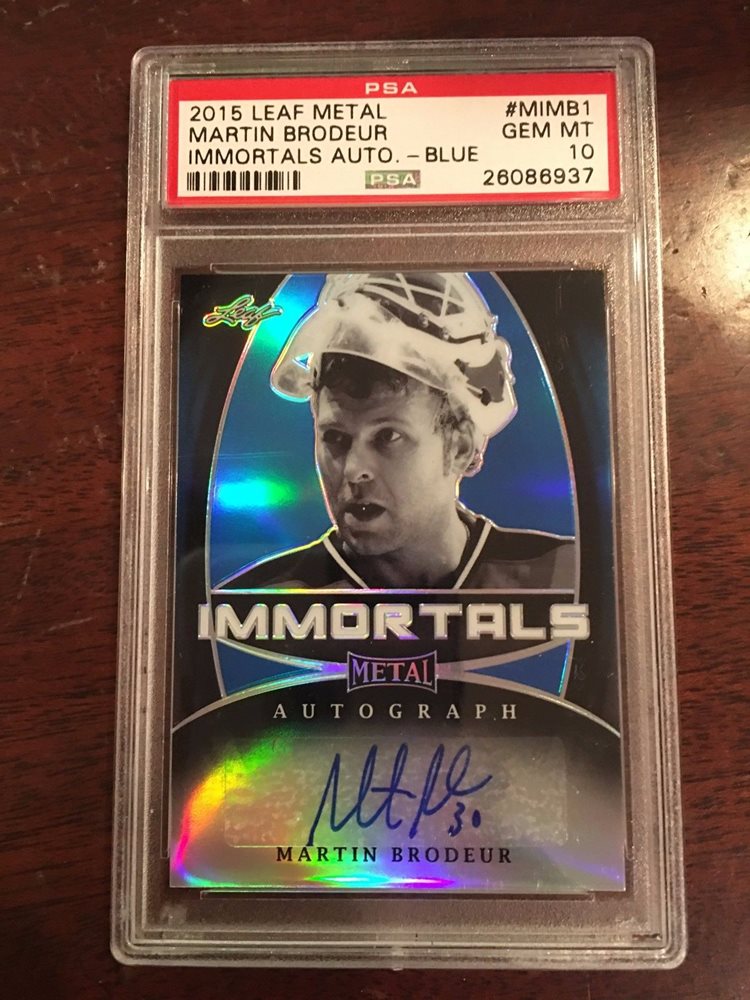 PSA
2015 LEAF METAL #MIMB1
MARTIN BRODEUR GEM MT
IMMORTALS AUTO. - BLUE 10
PSA 26086937
Leaf
IMMORTALS
METAL
AUTOGRAPH
30
MARTIN BRODEUR